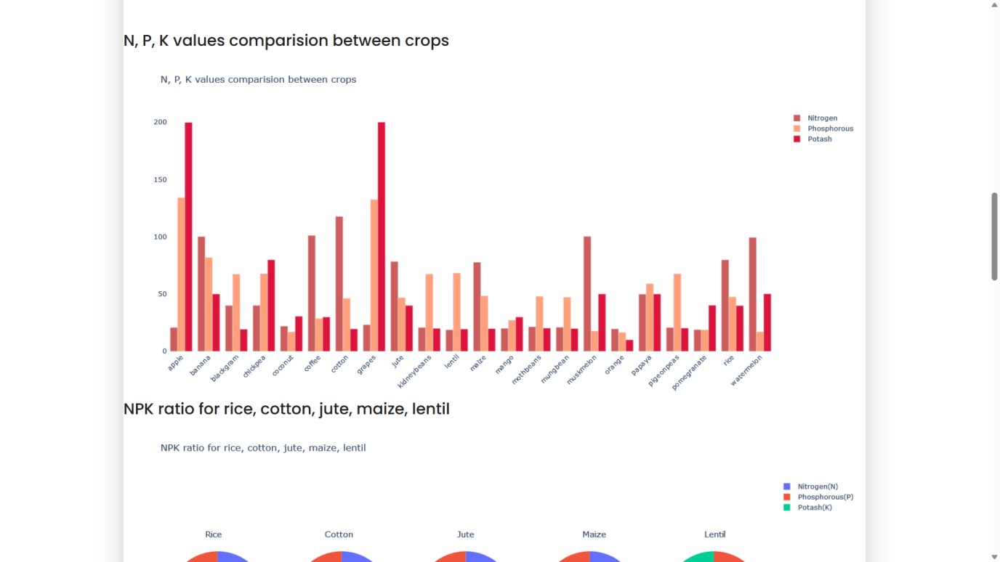 N, P, K values comparision between crops
N, P, K values comparision between crops
200
150
100
50
0
Nitrogen
Phosphorous
Potash
apple
banana
blackgram
chickpea
coconut
coffee
cotton
grapes
jute
kidneybeans
lentil
maize
mango
mothbeans
mungbean
muskmelon
orange
papaya
pigeonpeas
pomegranate
rice
watermelon
NPK ratio for rice, cotton, jute, maize, lentil
NPK ratio for rice, cotton, jute, maize, lentil
Nitrogen(N)
Phosphorous(P)
Potash(K)
Rice
Cotton
Jute
Maize
Lentil